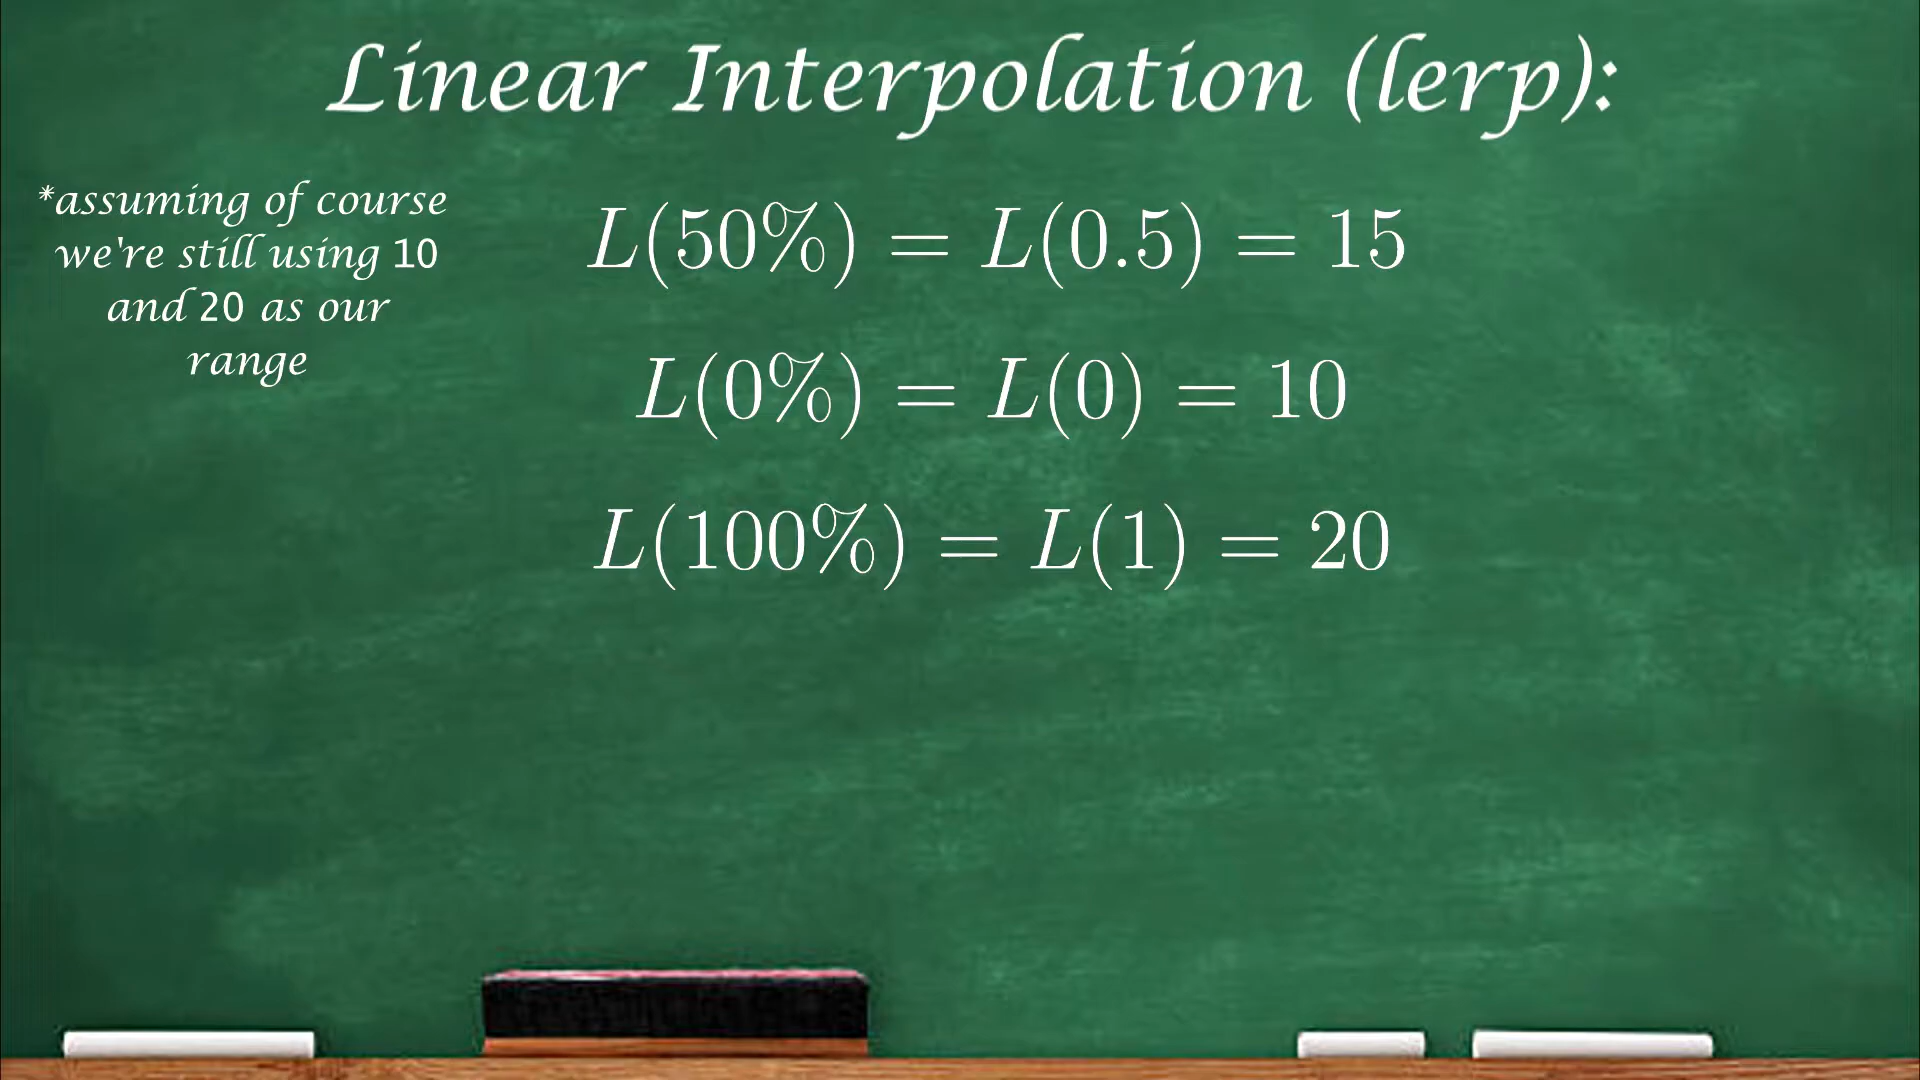 Linear Interpolation (lerp):
*assuming of course
we're still using 10
and 20 as our
range
L(50%) = L(0.5) = 15
L(0%) = L(0) = 10
L(100%) = L(1) = 20